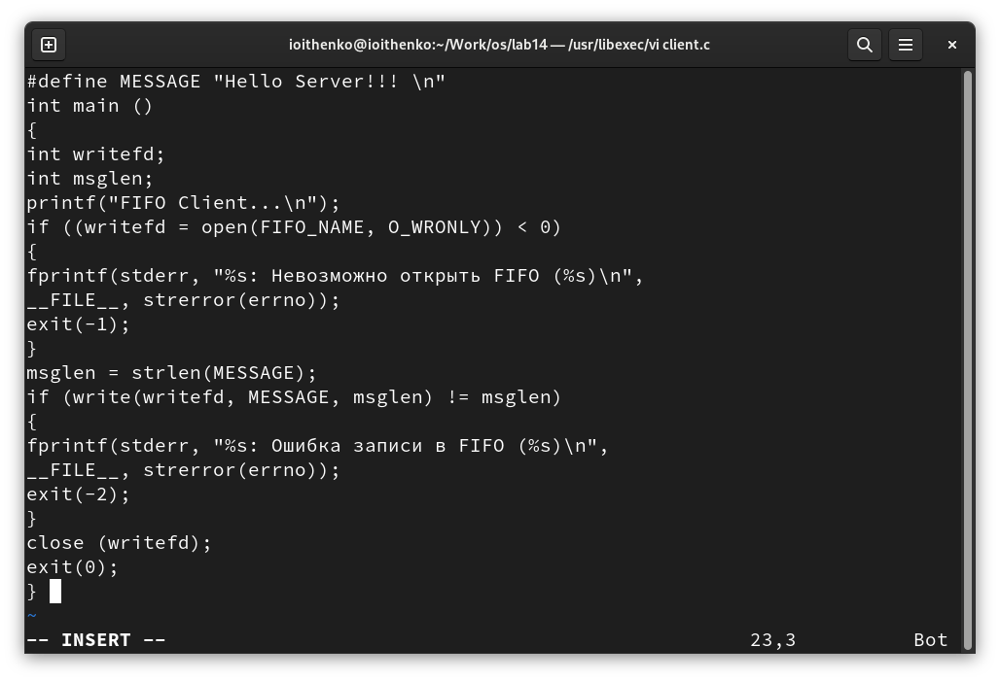 ioithenko@ioithenko:~/Work/os/lab14 — /usr/libexec/vi client.c
#define MESSAGE "Hello Server!!! \n"
int main ()
{
int writefd;
int msglen;
printf("FIFO Client...\n");
if ((writefd = open(FIFO_NAME, O_WRONLY)) < 0)
{
fprintf(stderr, "%s: Невозможно открыть FIFO (%s)\n",
__FILE__, strerror(errno));
exit(-1);
}
msglen = strlen(MESSAGE);
if (write(writefd, MESSAGE, msglen) != msglen)
{
fprintf(stderr, "%s: Ошибка записи в FIFO (%s)\n",
__FILE__, strerror(errno));
exit(-2);
}
close (writefd);
exit(0);
}
~
-- INSERT -- 23,3 Bot